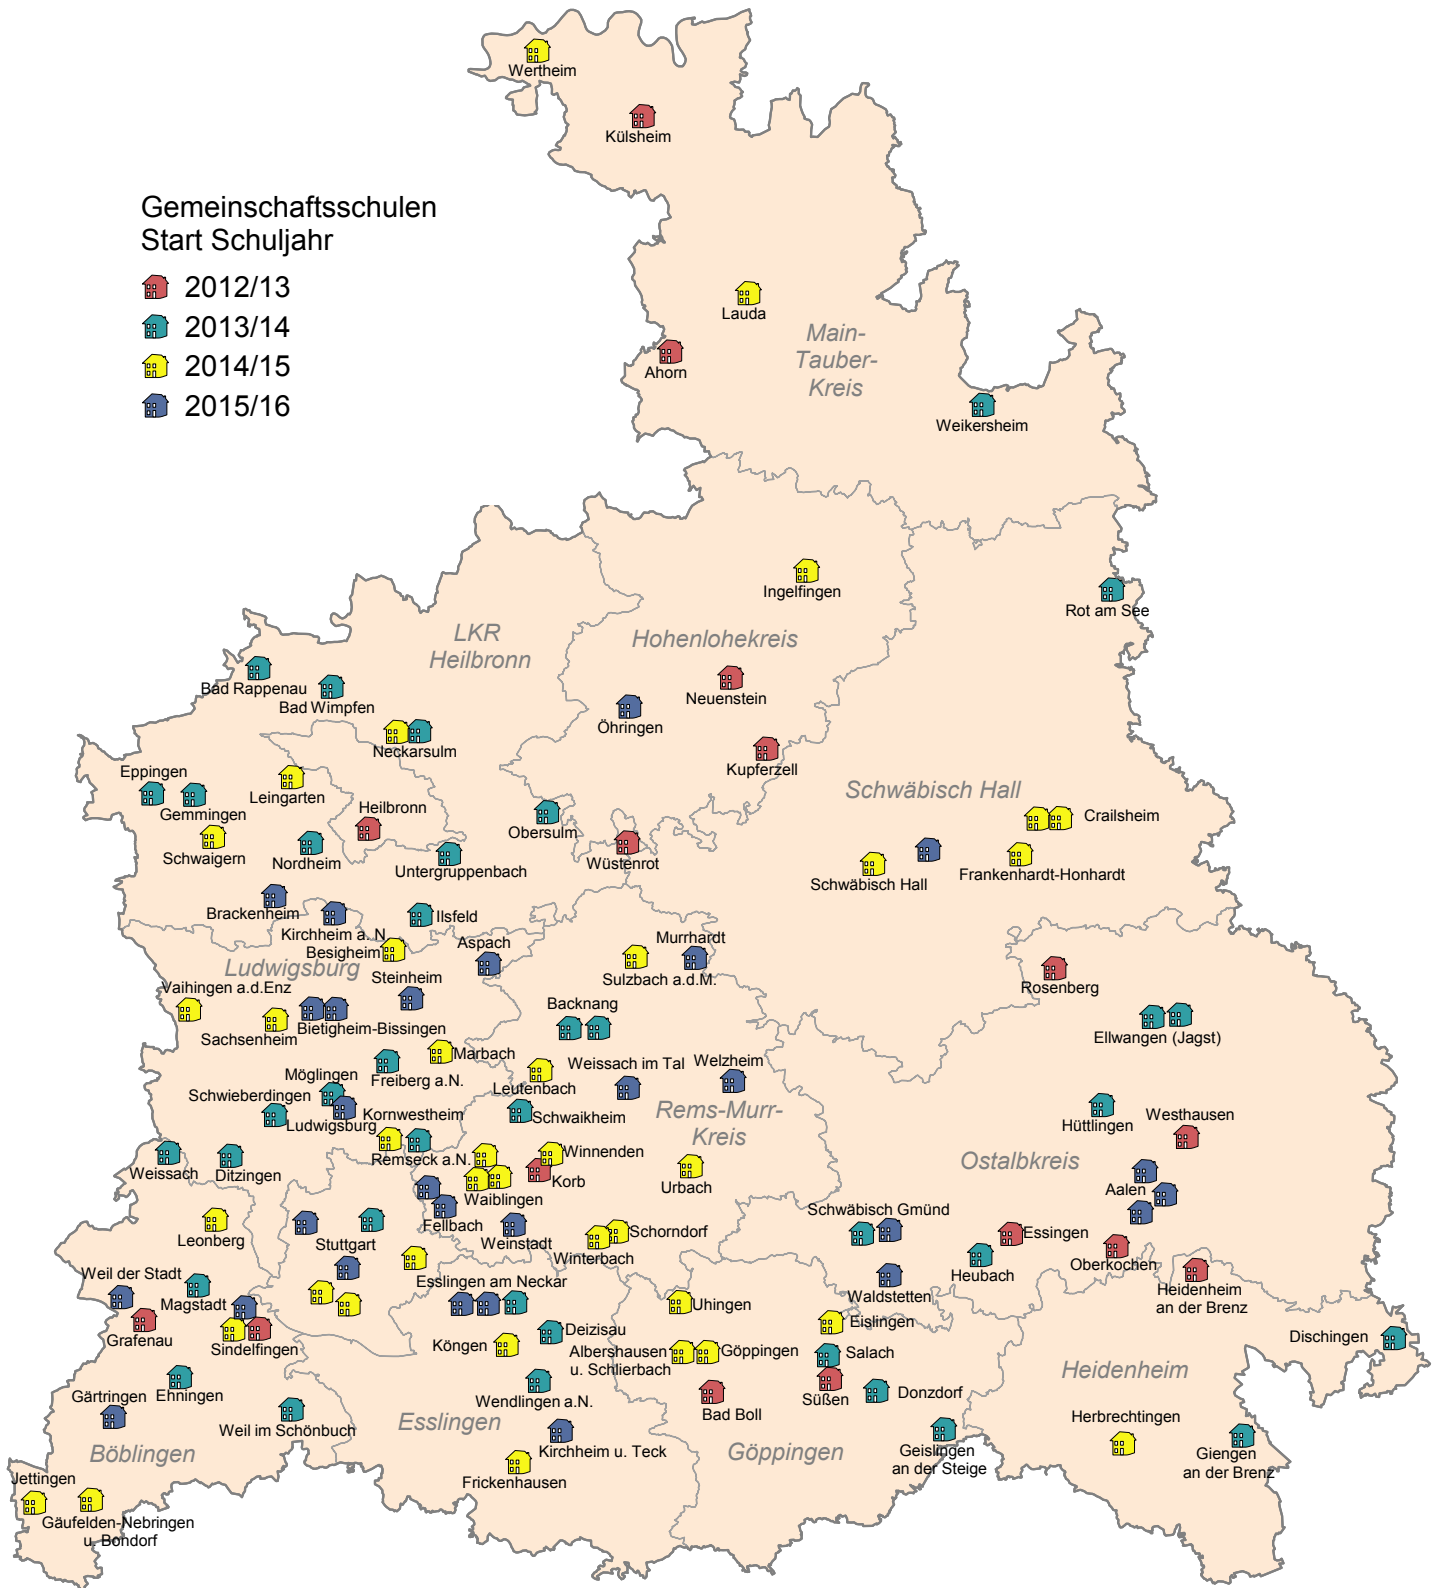 Wertheim
Külsheim
Gemeinschaftsschulen
Start Schuljahr
2012/13
2013/14
2014/15
2015/16
Lauda
Main-
Tauber-
Kreis
Ahorn
Weikersheim
Ingelfingen
Rot am See
LKR
Heilbronn
Hohenlohekreis
Bad Rappenau
Bad Wimpfen
Neuenstein
Öhringen
Neckarsulm
Kupferzell
Eppingen
Gemmingen
Leingarten
Heilbronn
Schwäbisch Hall
Obersulm
Crailsheim
Schwaigern
Nordheim
Untergruppenbach
Wüstenrot
Schwäbisch Hall
Frankenhardt-Honhardt
Brackenheim
Kirchheim a. N.
Ilsfeld
Besigheim
Aspach
Murrhardt
Ludwigsburg
Steinheim
Sulzbach a.d.M.
Rosenberg
Vaihingen a.d.Enz
Sachsenheim
Bietigheim-Bissingen
Backnang
Ellwangen (Jagst)
Marbach
Freiberg a.N.
Leutenbach
Weissach im Tal
Welzheim
Möglingen
Schwieberdingen
Ludwigsburg
Kornwestheim
Schwaikheim
Rems-Murr-
Kreis
Hüttlingen
Westhausen
Weissach
Ditzingen
Remseck a.N.
Winnenden
Korb
Waiblingen
Urbach
Ostalbkreis
Aalen
Fellbach
Weinstadt
Leonberg
Stuttgart
Schorndorf
Winterbach
Schwäbisch Gmünd
Essingen
Heubach
Oberkochen
Weil der Stadt
Magstadt
Esslingen am Neckar
Waldstetten
Heidenheim
an der Brenz
Grafenau
Sindelfingen
Uhingen
Eislingen
Köngen
Deizisau
Albershausen
u. Schlierbach
Göppingen
Salach
Dischingen
Heidenheim
Gärtringen
Ehningen
Wendlingen a.N.
Süßen
Donzdorf
Bad Boll
Weil im Schönbuch
Esslingen
Herbrechtingen
Böblingen
Kirchheim u. Teck
Göppingen
Geislingen
an der Steige
Giengen
an der Brenz
Jettingen
Frickenhausen
Gäufelden-Nebringen
u. Bondorf